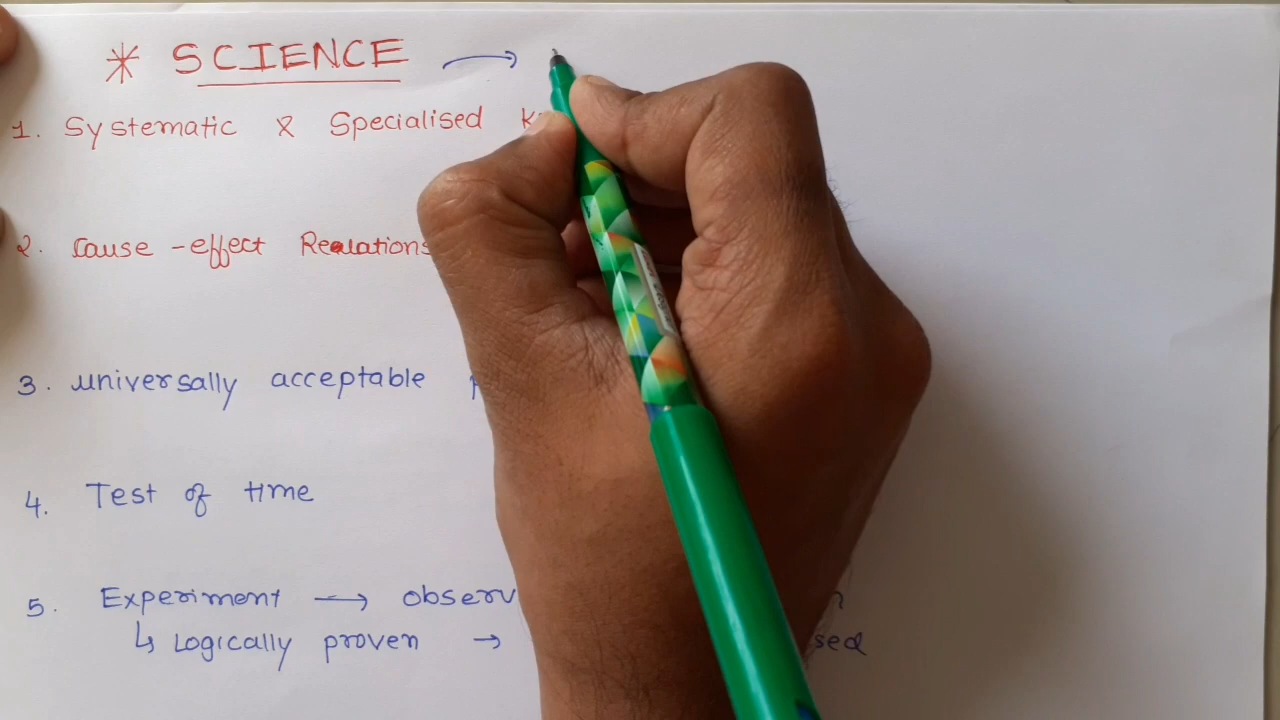 * SCIENCE →
1. Systematic & Specialised
2. Cause - effect Realations
3. universally acceptable
4. Test of time
5. Experiment → observ
↳ Logically proven →